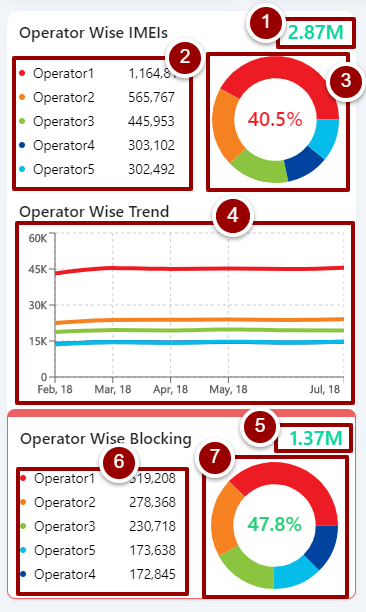 1
Operator Wise IMEIs 2.87M
2
3
Operator1
Operator2 565,767
Operator3 445,953
Operator4 303,102
Operator5 302,492
40.5%
Operator Wise Trend
4
60K
45K
30K
15K
0
Feb, 18 Mar, 18 Apr, 18 May, 18 Jul, 18
5
Operator Wise Blocking 1.37M
6
7
Operator1
Operator2 278,368
Operator3 230,718
Operator5 173,638
Operator4 172,845
47.8%